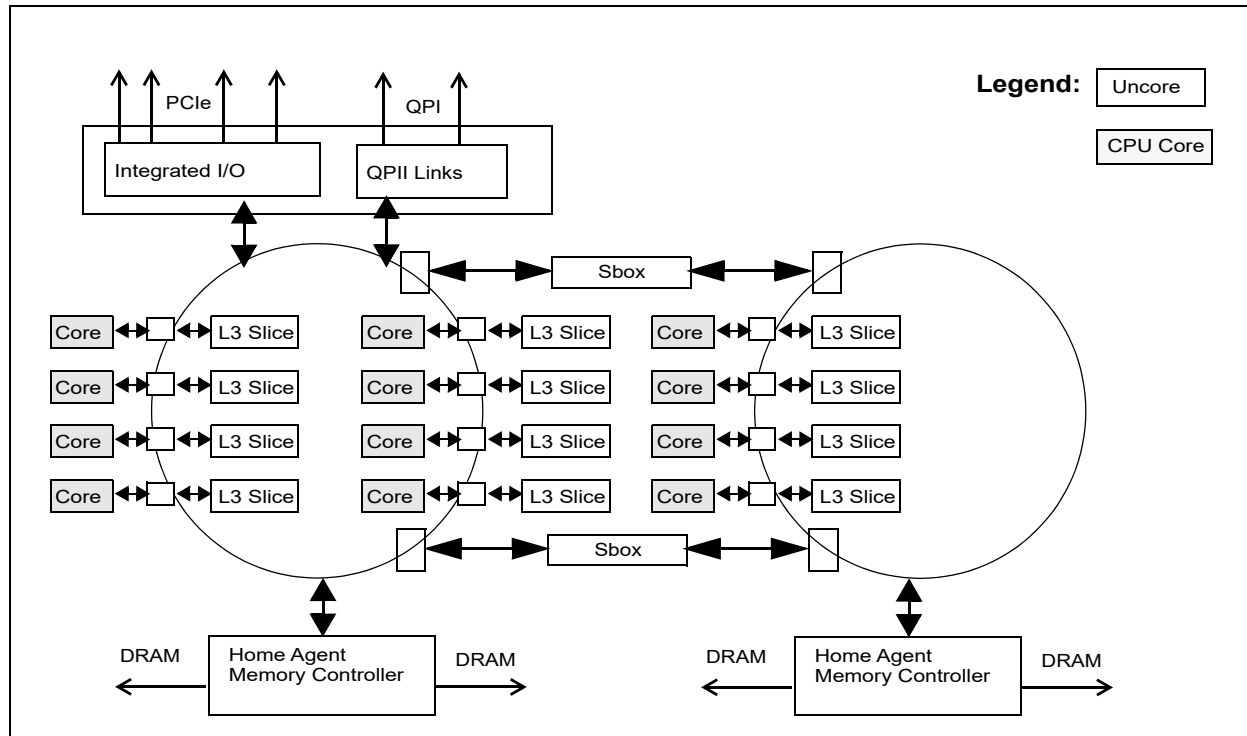 PCIe
QPI
Legend:
Uncore
CPU Core
Integrated I/O
QPII Links
Sbox
Core
L3 Slice
Core
L3 Slice
Core
L3 Slice
Core
L3 Slice
Core
L3 Slice
Core
L3 Slice
Core
L3 Slice
Core
L3 Slice
Core
L3 Slice
Core
L3 Slice
Core
L3 Slice
Core
L3 Slice
Sbox
DRAM
Home Agent
Memory Controller
DRAM
DRAM
Home Agent
Memory Controller
DRAM